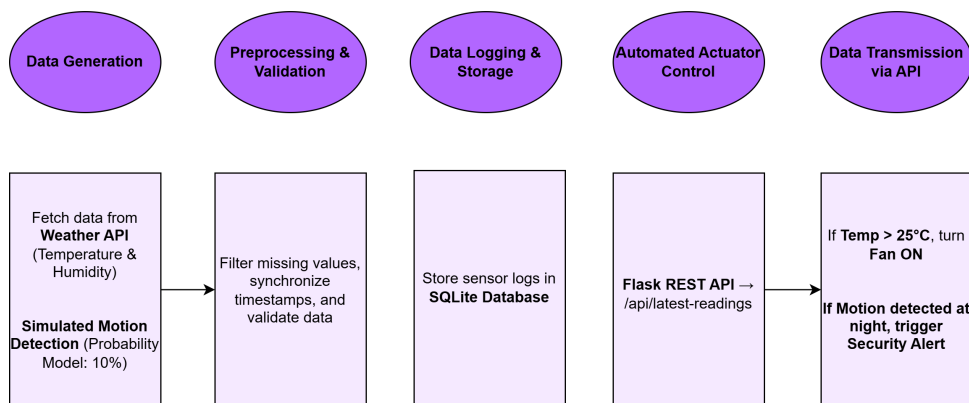 Data Generation
Preprocessing &
Validation
Data Logging &
Storage
Automated Actuator
Control
Data Transmission
via API
Fetch data from
Weather API
(Temperature &
Humidity)
Simulated Motion
Detection (Probability
Model: 10%)
Filter missing values,
synchronize
timestamps, and
validate data
Store sensor logs in
SQLite Database
Flask REST API →
/api/latest-readings
If Temp > 25°C, turn
Fan ON
If Motion detected at
night, trigger
Security Alert